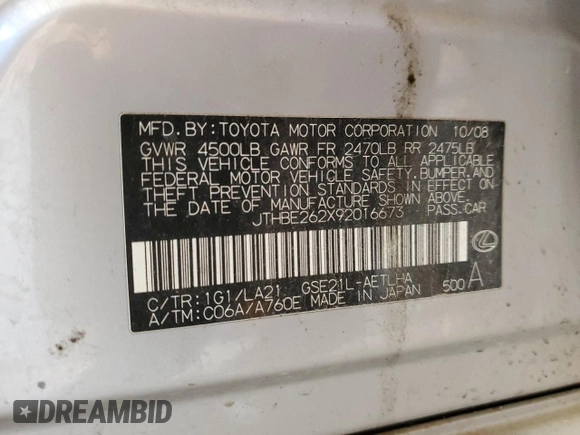 MFD. BY: TOYOTA MOTOR CORPORATION 10/08
GVWR 4500LB GAWR FR 2470LB RR 2475LB
THIS VEHICLE CONFORMS TO ALL APPLICABLE
FEDERAL MOTOR VEHICLE SAFETY, BUMPER, AND
THEFT PREVENTION STANDARDS IN EFFECT ON
THE DATE OF MANUFACTURE SHOWN ABOVE.
JTHBE262X92016673 PASS. CAR
C/TR: 1G1/LA21 GSE21L-AETLHA
A/TM: C06A/A760E MADE IN JAPAN 500 A
DREAMBID